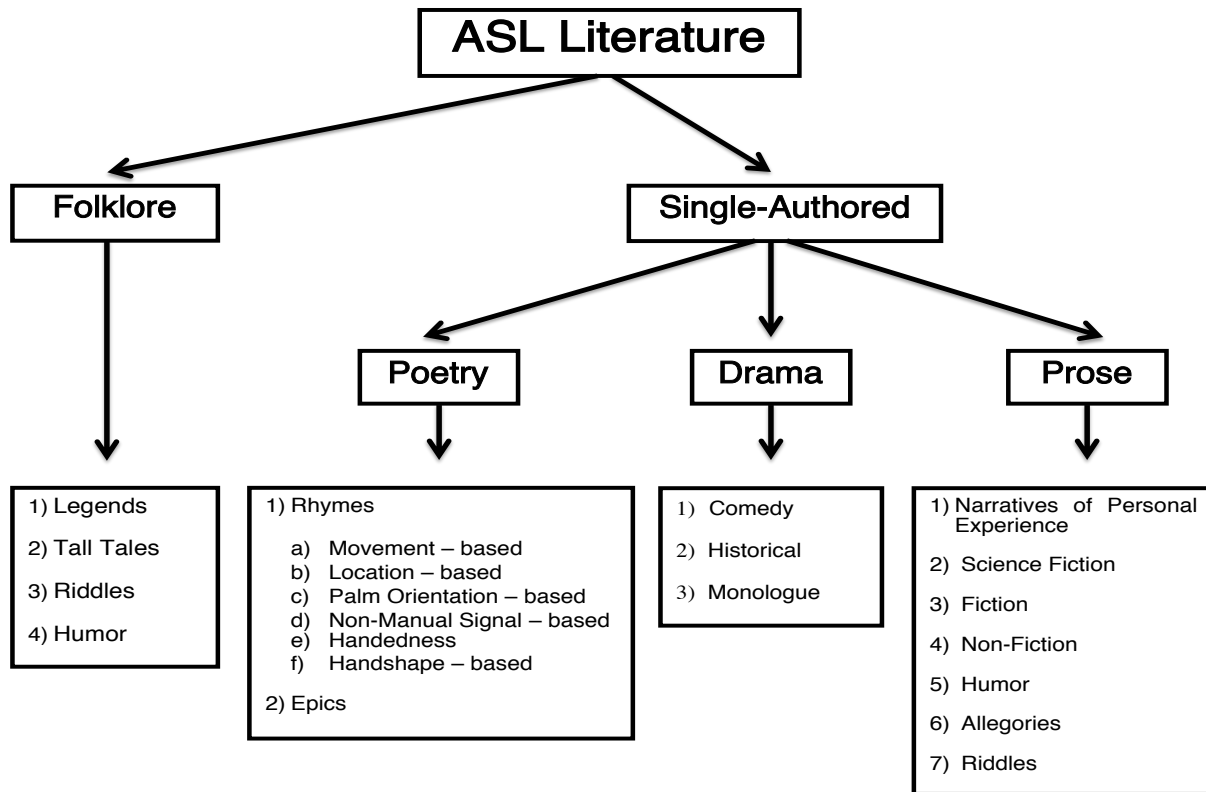 ASL Literature
Folklore
Single-Authored
Poetry
Drama
Prose
1) Legends
2) Tall Tales
3) Riddles
4) Humor
1) Rhymes
a) Movement – based
b) Location – based
c) Palm Orientation – based
d) Non-Manual Signal – based
e) Handedness
f) Handshape – based
2) Epics
1) Comedy
2) Historical
3) Monologue
1) Narratives of Personal
Experience
2) Science Fiction
3) Fiction
4) Non-Fiction
5) Humor
6) Allegories
7) Riddles